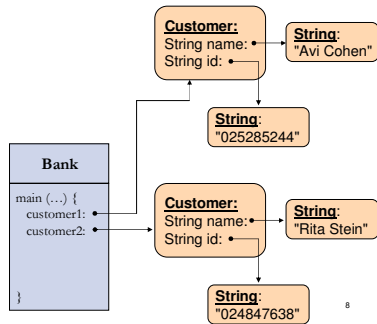 Customer:
String name:
String id:
String:
"Avi Cohen"
String:
"025285244"
Bank
main (…) {
customer1:
customer2:
}
Customer:
String name:
String id:
String:
"Rita Stein"
String:
"024847638"
8